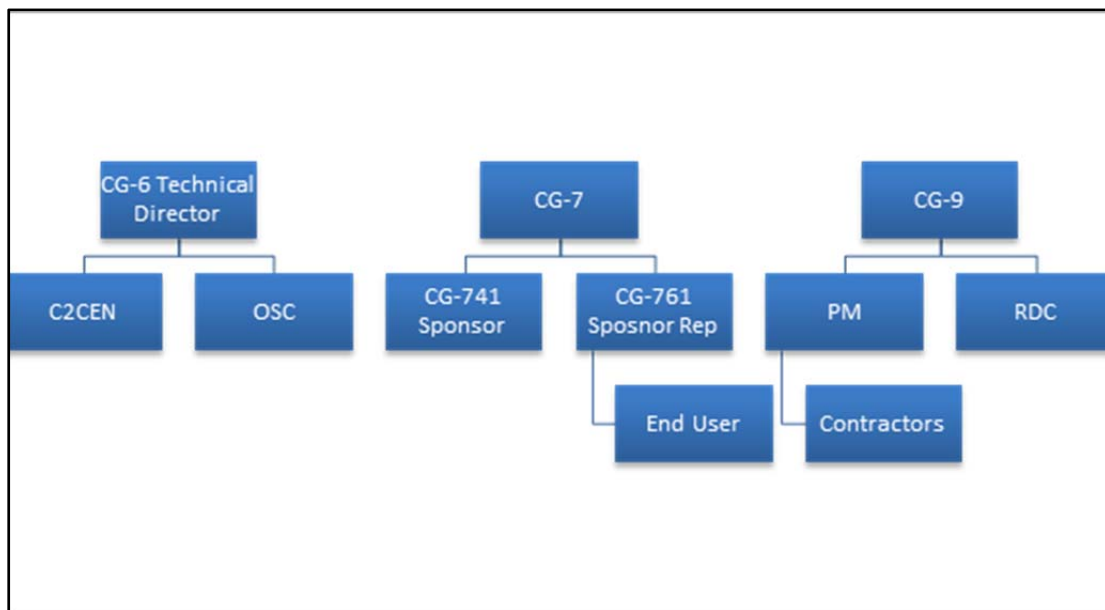 CG-6 Technical
Director
CG-7
CG-9
C2CEN
OSC
CG-741
Sponsor
CG-761
Sposnor Rep
PM
RDC
End User
Contractors